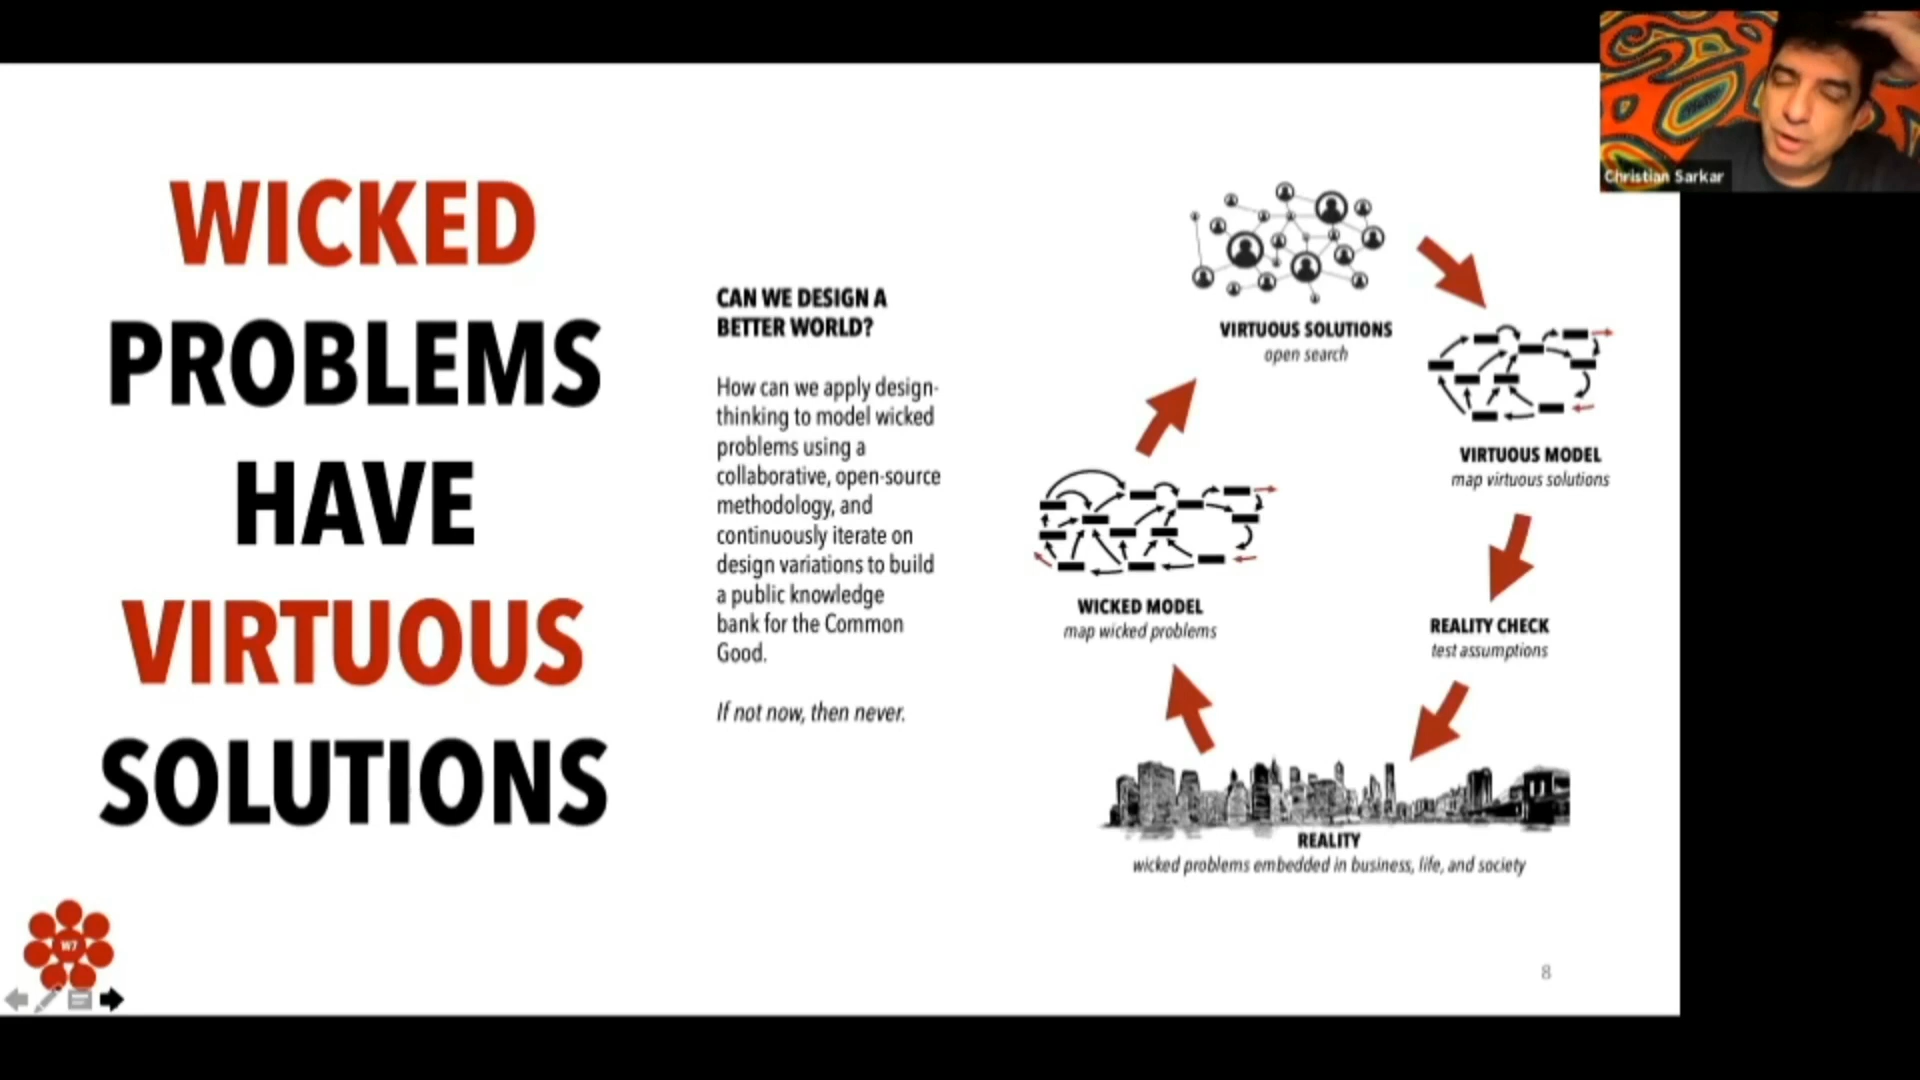 Christian Sarkar
WICKED
PROBLEMS
HAVE
VIRTUOUS
SOLUTIONS
CAN WE DESIGN A
BETTER WORLD?
How can we apply design-
thinking to model wicked
problems using a
collaborative, open-source
methodology, and
continuously iterate on
design variations to build
a public knowledge
bank for the Common
Good.
If not now, then never.
VIRTUOUS SOLUTIONS
open search
VIRTUOUS MODEL
map virtuous solutions
WICKED MODEL
map wicked problems
REALITY CHECK
test assumptions
REALITY
wicked problems embedded in business, life, and society
W7
8